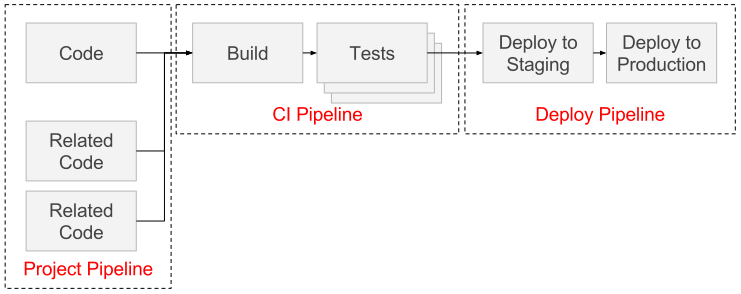 Code
Build
Tests
Deploy to
Staging
Deploy to
Production
CI Pipeline
Deploy Pipeline
Related
Code
Related
Code
Project Pipeline